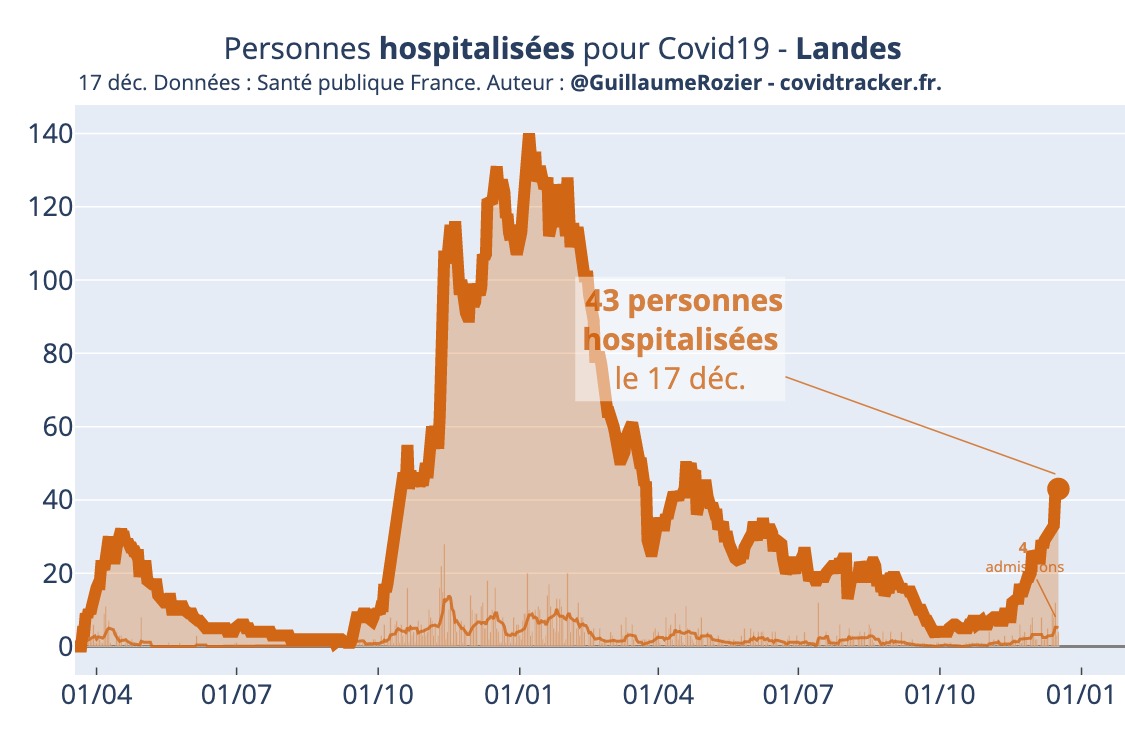 Personnes hospitalisées pour Covid19 - Landes
17 déc. Données : Santé publique France. Auteur : @GuillaumeRozier - covidtracker.fr.
140
120
100
80
60
40
20
0
43 personnes
hospitalisées
le 17 déc.
4
admissions
01/04
01/07
01/10
01/01
01/04
01/07
01/10
01/01